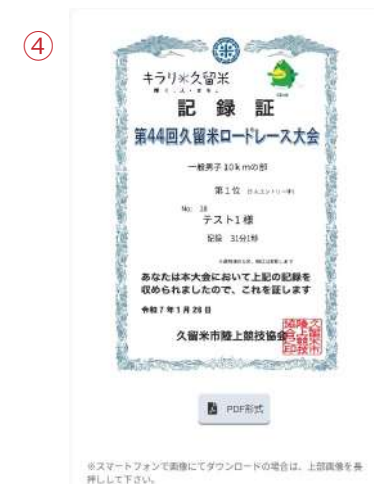 ④
キラリ*久留米
記録証
第44回久留米ロードレース大会
一般男子10kmの部
第1位
No: 38
テスト1 様
記録 31分1秒
あなたは本大会において上記の記録を
収められましたので、これを証します
令和7年1月26日
久留米市陸上競技協会
PDF形式
※スマートフォンで画像にてダウンロードの場合は、上部画像を長
押しして下さい。